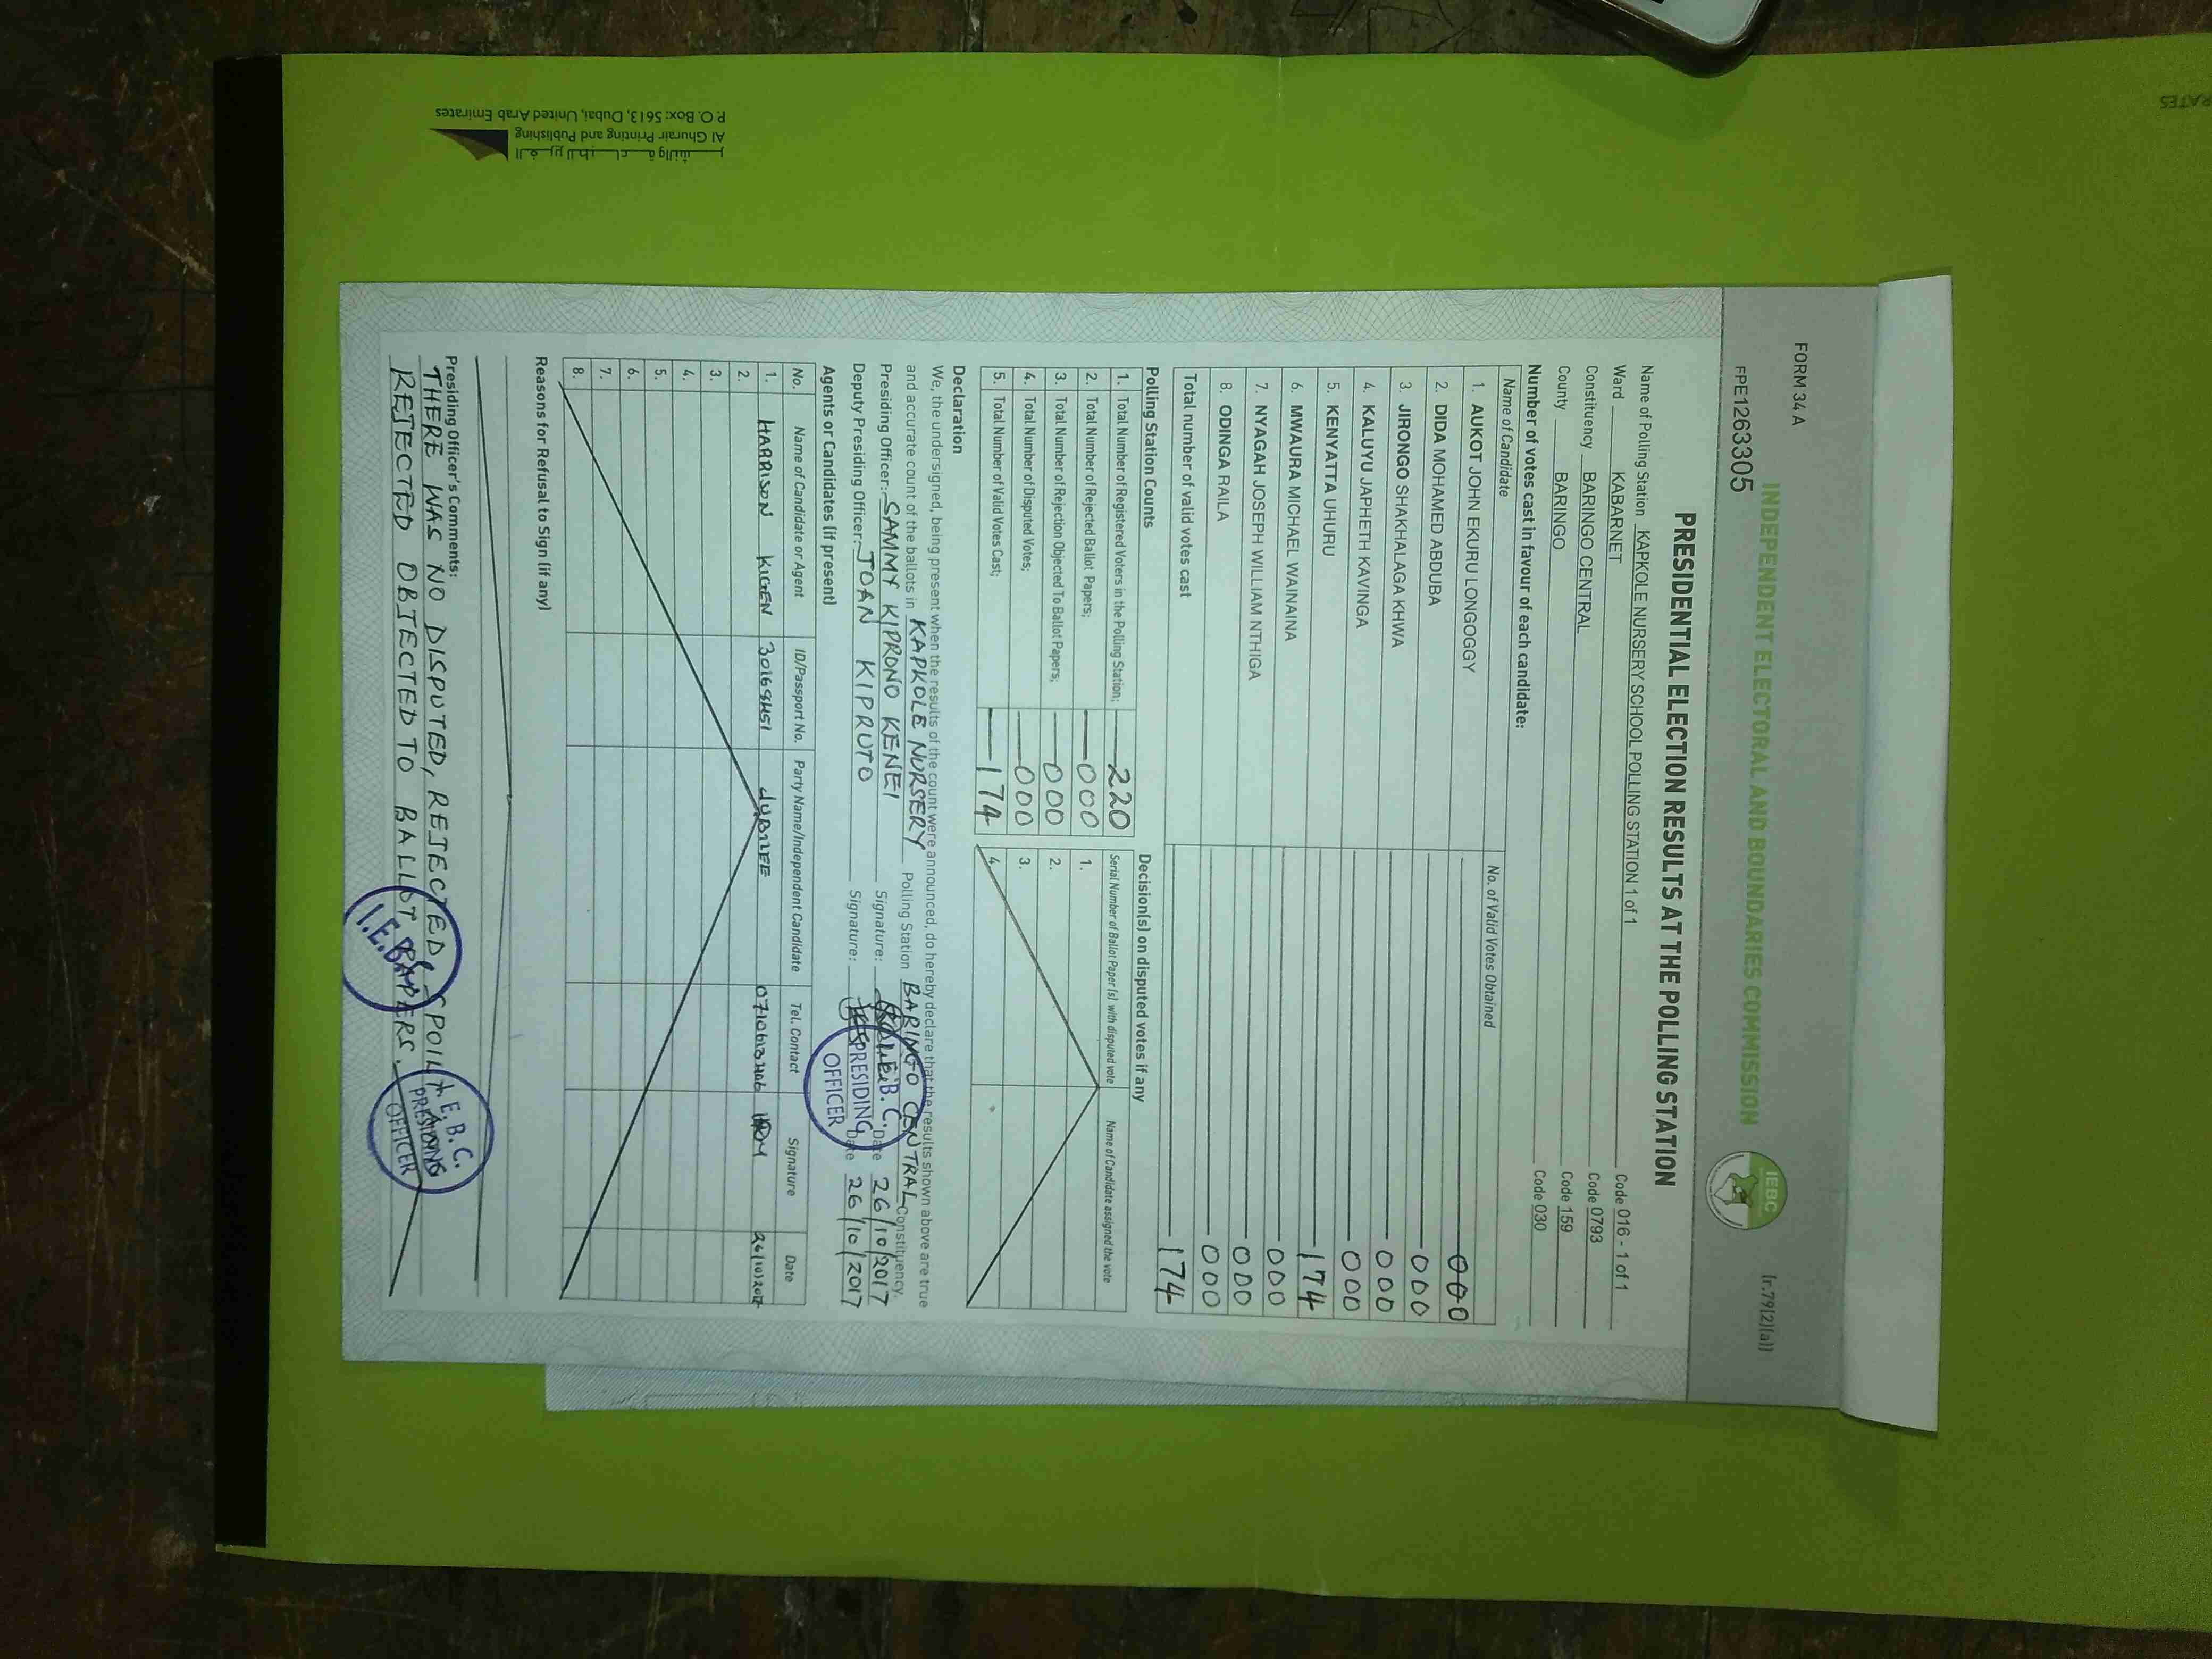 FORM 34 A
(r.79(2)(a))
INDEPENDENT ELECTORAL AND BOUNDARIES COMMISSION
IEBC
FPE1263305
PRESIDENTIAL ELECTION RESULTS AT THE POLLING STATION
Name of Polling Station KAPKOLE NURSERY SCHOOL POLLING STATION 1 of 1 Code 016 - 1 of 1
Ward KABARNET Code 0793
Constituency BARINGO CENTRAL Code 159
County BARINGO Code 030
Number of votes cast in favour of each candidate:
Name of Candidate No. of Valid Votes Obtained
1. AUKOT JOHN EKURU LONGOGGY 000
2. DIDA MOHAMED ABDUBA 000
3. JIRONGO SHAKHALAGA KHWA 000
4. KALUYU JAPHETH KAVINGA 000
5. KENYATTA UHURU 174
6. MWAURA MICHAEL WAINAINA 000
7. NYAGAH JOSEPH WILLIAM NTHIGA 000
8. ODINGA RAILA 000
Total number of valid votes cast 174
Polling Station Counts
1. Total Number of Registered Voters in the Polling Station; 220
2. Total Number of Rejected Ballot Papers; 000
3. Total Number of Rejection Objected To Ballot Papers; 000
4. Total Number of Disputed Votes; 000
5. Total Number of Valid Votes Cast; 174
Decision(s) on disputed votes if any
Serial Number of Ballot Paper (s) with disputed vote Name of Candidate assigned the vote
1.
2.
3.
4.
Declaration
We, the undersigned, being present when the results of the count were announced, do hereby declare that the results shown above are true
and accurate count of the ballots in KAPKOLE NURSERY Polling Station BARINGO CENTRAL Constituency.
Presiding Officer: SAMMY KIPRONO KENEI Signature: Date 26/10/2017
Deputy Presiding Officer: JOAN KIPRUTO Signature: Date 26/10/2017
PRESIDING
OFFICER
Agents or Candidates (if present)
No. Name of Candidate or Agent ID/Passport No. Party Name/Independent Candidate Tel. Contact Signature Date
1. HARRISON KIGEN JUBILEE 26/10/2017
2.
3.
4.
5.
6.
7.
8.
Reasons for Refusal to Sign (if any)
Presiding Officer's Comments:
THERE WAS NO DISPUTED, REJECTED, SPOILT AND
REJECTED OBJECTED TO BALLOT PAPERS.
I.E.B.C.
I.E.B.C.
PRESIDING
OFFICER
Al Ghurair Printing and Publishing
P.O. Box: 5613, Dubai, United Arab Emirates